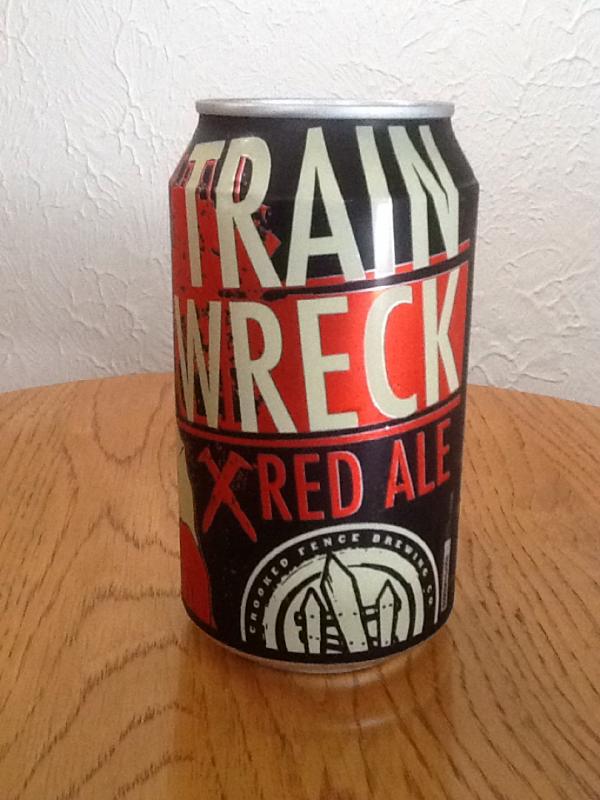 TRAIN
WRECK
RED ALE
CROOKED FENCE BREWING CO